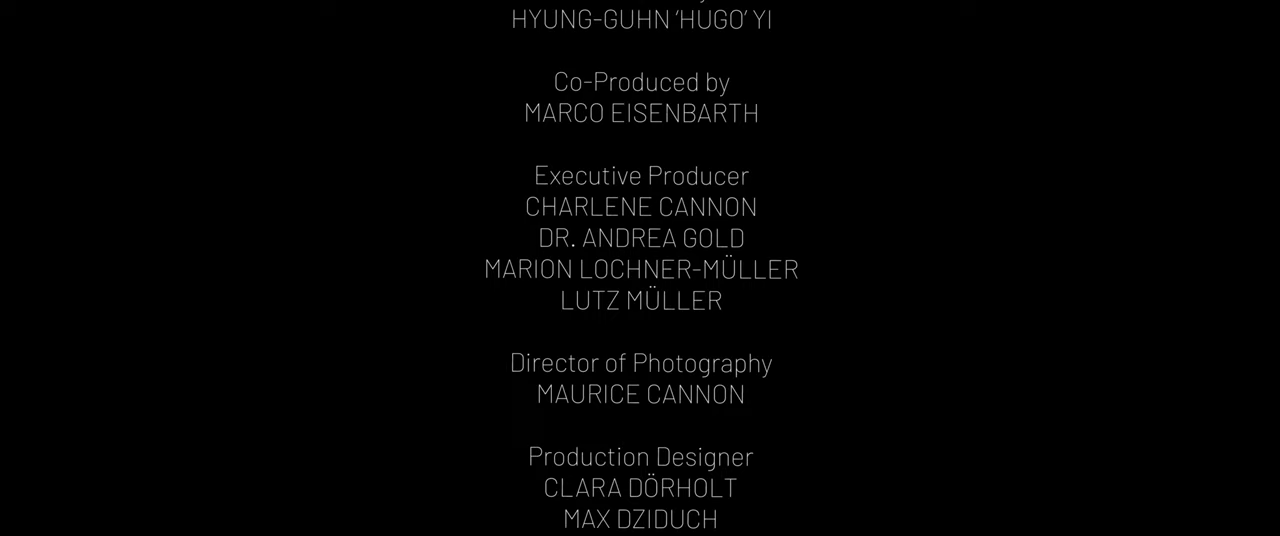 HYUNG-GUHN ‘HUGO’ YI
Co-Produced by
MARCO EISENBARTH
Executive Producer
CHARLENE CANNON
DR. ANDREA GOLD
MARION LOCHNER-MÜLLER
LUTZ MÜLLER
Director of Photography
MAURICE CANNON
Production Designer
CLARA DÖRHOLT
MAX DZIDUCH